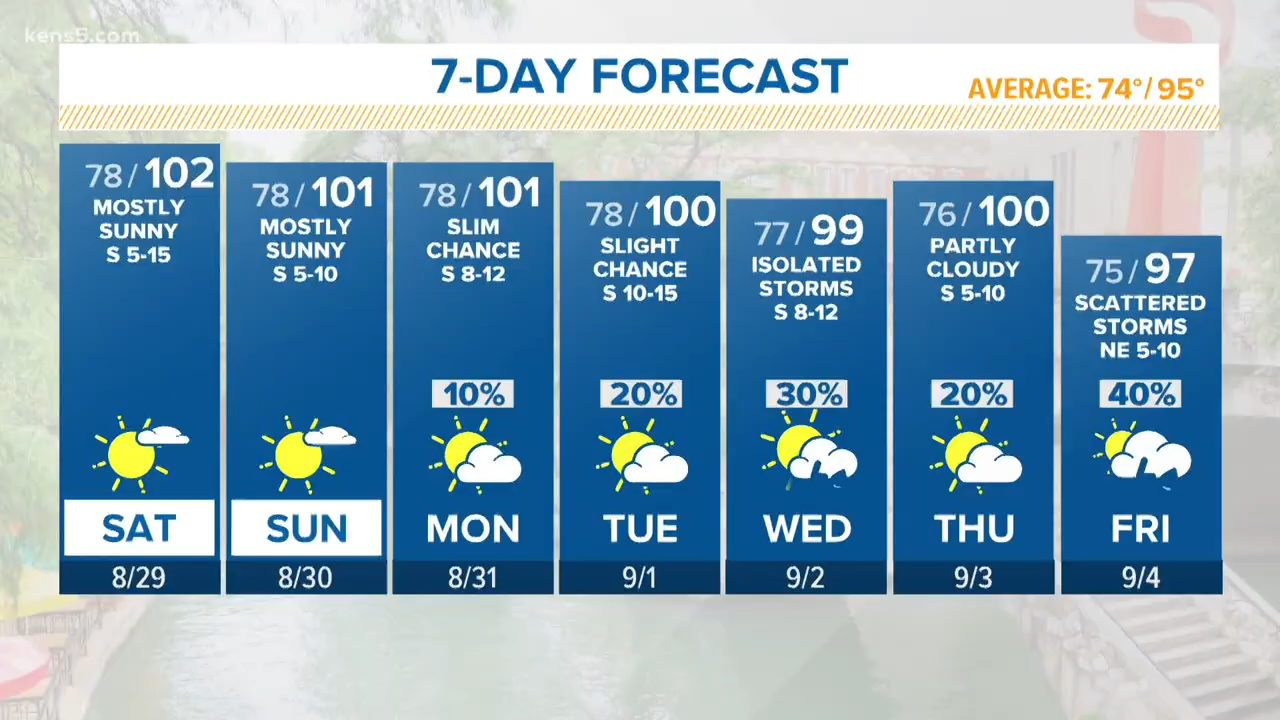 kens5.com
7-DAY FORECAST
AVERAGE: 74°/95°
78/102
MOSTLY
SUNNY
S 5-15
SAT
8/29
78/101
MOSTLY
SUNNY
S 5-10
SUN
8/30
78/101
SLIM
CHANCE
S 8-12
10%
MON
8/31
78/100
SLIGHT
CHANCE
S 10-15
20%
TUE
9/1
77/99
ISOLATED
STORMS
S 8-12
30%
WED
9/2
76/100
PARTLY
CLOUDY
S 5-10
20%
THU
9/3
75/97
SCATTERED
STORMS
NE 5-10
40%
FRI
9/4